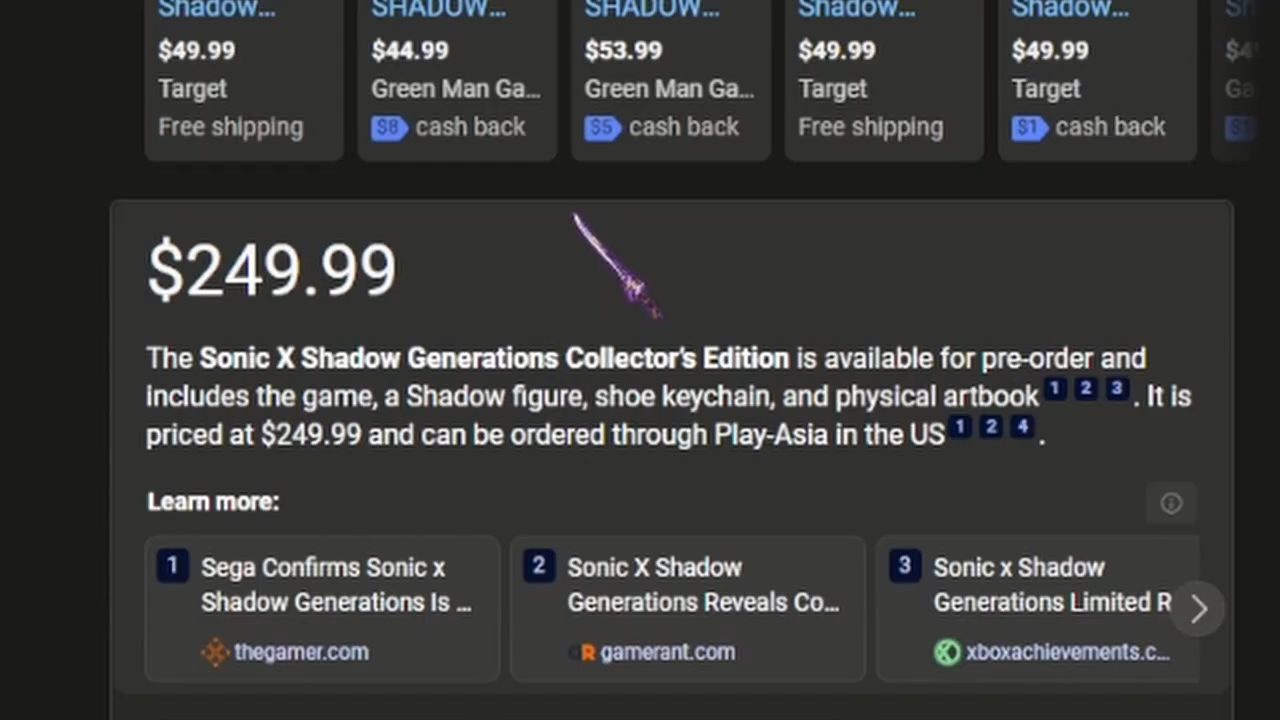 Shadow... SHADOW... SHADOW... Shadow... Shadow...
$49.99 $44.99 $53.99 $49.99 $49.99
Target Green Man Ga... Green Man Ga... Target Target
Free shipping $8 cash back $5 cash back Free shipping $1 cash back
$249.99
The Sonic X Shadow Generations Collector's Edition is available for pre-order and
includes the game, a Shadow figure, shoe keychain, and physical artbook 1 2 3 . It is
priced at $249.99 and can be ordered through Play-Asia in the US 1 2 4 .
Learn more:
1 Sega Confirms Sonic x
Shadow Generations Is ...
thegamer.com
2 Sonic X Shadow
Generations Reveals Co...
gamerant.com
3 Sonic x Shadow
Generations Limited R
xboxachievements.c...